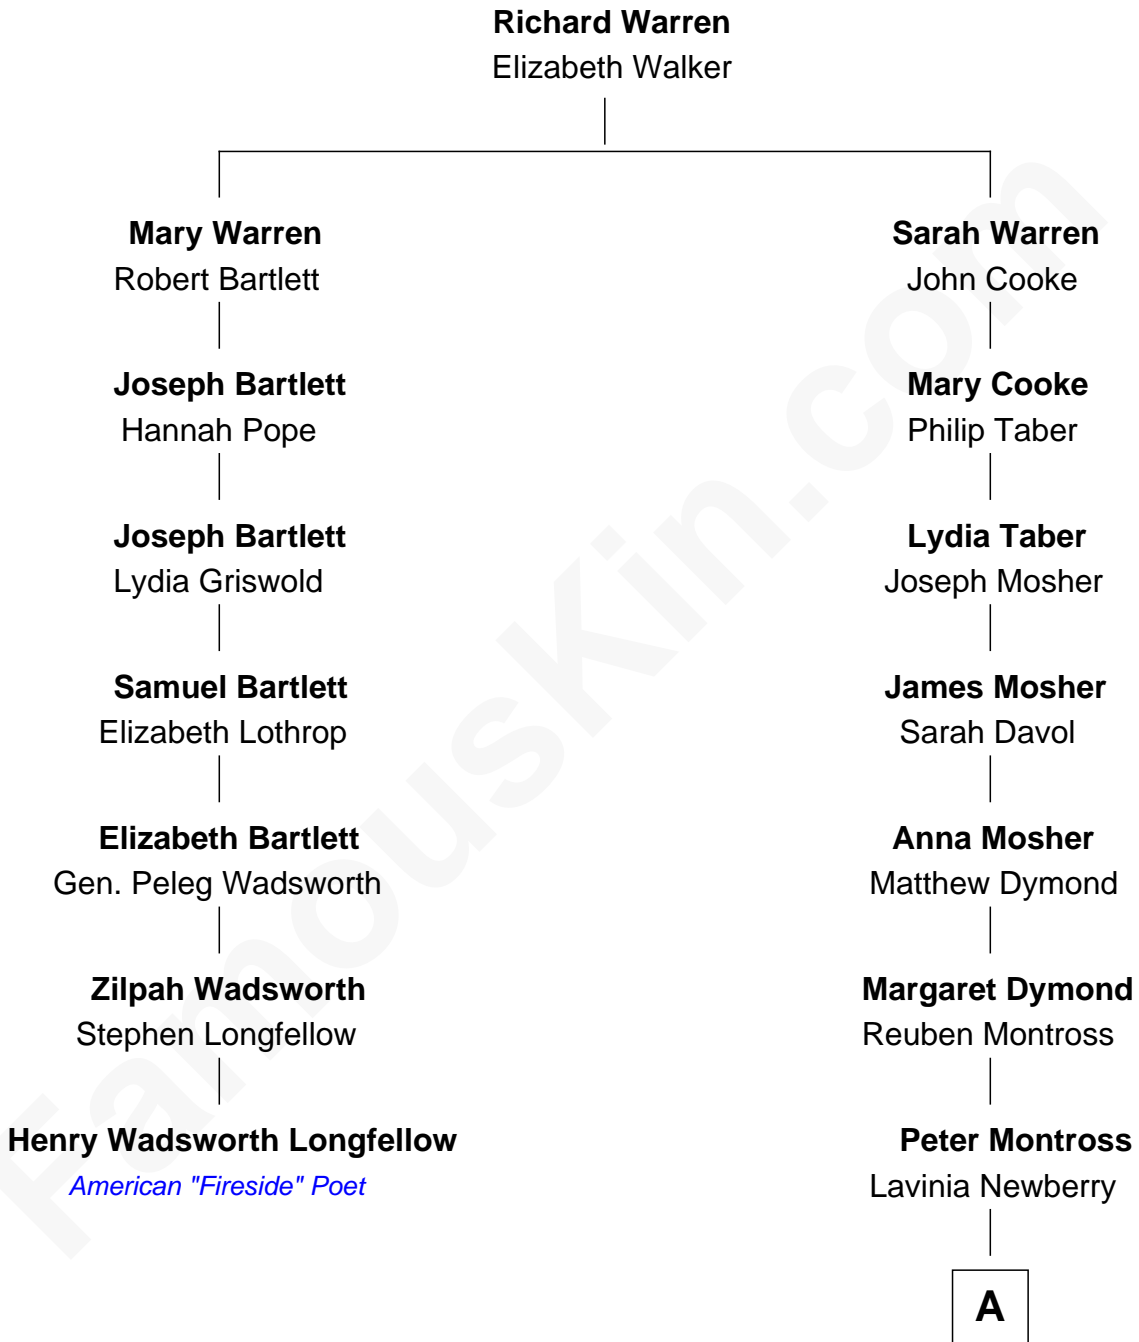 Richard Warren
Elizabeth Walker
Mary Warren
Robert Bartlett
Joseph Bartlett
Hannah Pope
Joseph Bartlett
Lydia Griswold
Samuel Bartlett
Elizabeth Lothrop
Elizabeth Bartlett
Gen. Peleg Wadsworth
Zilpah Wadsworth
Stephen Longfellow
Henry Wadsworth Longfellow
American "Fireside" Poet
Sarah Warren
John Cooke
Mary Cooke
Philip Taber
Lydia Taber
Joseph Mosher
James Mosher
Sarah Davol
Anna Mosher
Matthew Dymond
Margaret Dymond
Reuben Montross
Peter Montross
Lavinia Newberry
A
FamousKin.com